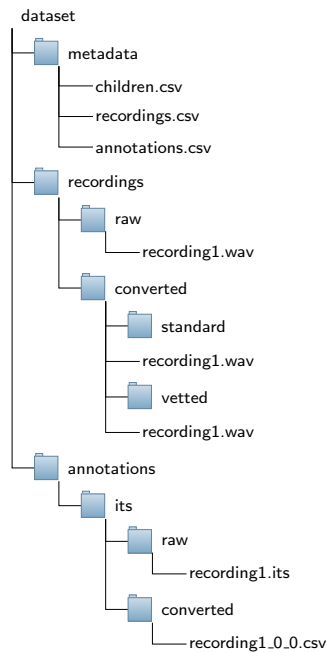 dataset
metadata
children.csv
recordings.csv
annotations.csv
recordings
raw
recording1.wav
converted
standard
recording1.wav
vetted
recording1.wav
annotations
its
raw
recording1.its
converted
recording1_0_0.csv